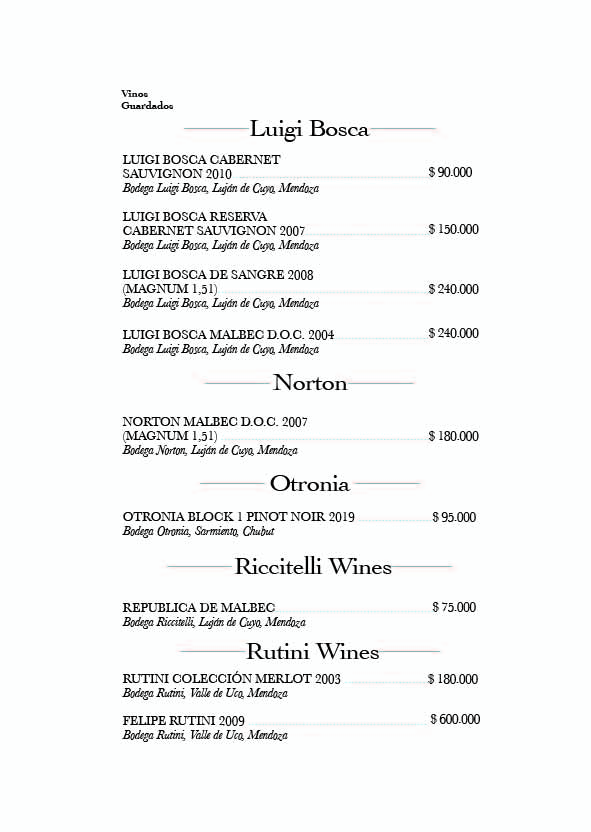 Vinos
Guardados
Luigi Bosca
LUIGI BOSCA CABERNET
SAUVIGNON 2010 $ 90.000
Bodega Luigi Bosca, Luján de Cuyo, Mendoza
LUIGI BOSCA RESERVA
CABERNET SAUVIGNON 2007 $ 150.000
Bodega Luigi Bosca, Luján de Cuyo, Mendoza
LUIGI BOSCA DE SANGRE 2008
(MAGNUM 1,51) $ 240.000
Bodega Luigi Bosca, Luján de Cuyo, Mendoza
LUIGI BOSCA MALBEC D.O.C. 2004 $ 240.000
Bodega Luigi Bosca, Luján de Cuyo, Mendoza
Norton
NORTON MALBEC D.O.C. 2007
(MAGNUM 1,51) $ 180.000
Bodega Norton, Luján de Cuyo, Mendoza
Otronia
OTRONIA BLOCK 1 PINOT NOIR 2019 $ 95.000
Bodega Otronia, Sarmiento, Chubut
Riccitelli Wines
REPUBLICA DE MALBEC $ 75.000
Bodega Riccitelli, Luján de Cuyo, Mendoza
Rutini Wines
RUTINI COLECCIÓN MERLOT 2003 $ 180.000
Bodega Rutini, Valle de Uco, Mendoza
FELIPE RUTINI 2009 $ 600.000
Bodega Rutini, Valle de Uco, Mendoza